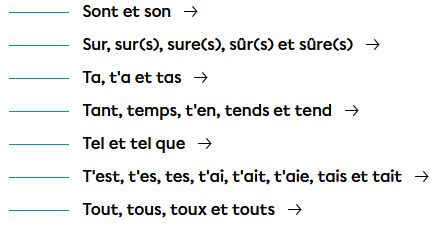 Sont et son →
Sur, sur(s), sure(s), sûr(s) et sûre(s) →
Ta, t'a et tas →
Tant, temps, t'en, tends et tend →
Tel et tel que →
T'est, t'es, tes, t'ai, t'ait, t'aie, tais et tait →
Tout, tous, toux et touts →